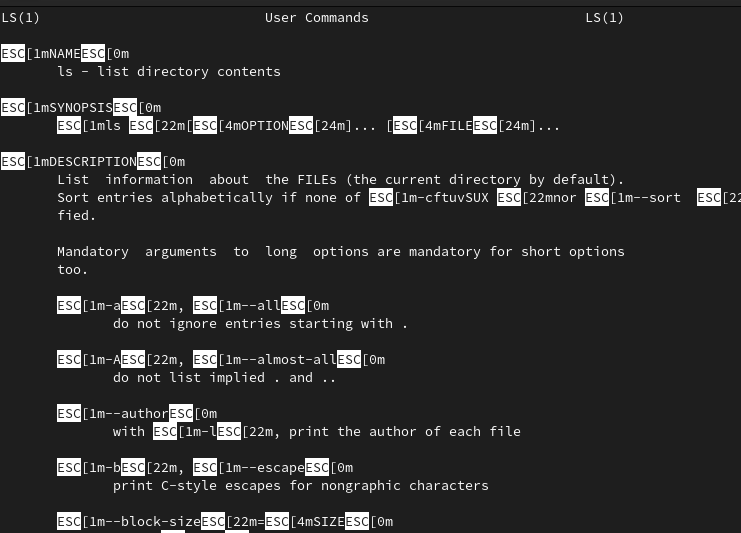 LS(1)                            User Commands                           LS(1)
ESC[1mNAMEESC[0m
       ls - list directory contents
ESC[1mSYNOPSISESC[0m
       ESC[1mls ESC[22m[ESC[4mOPTIONESC[24m]... [ESC[4mFILEESC[24m]...
ESC[1mDESCRIPTIONESC[0m
       List  information  about  the FILEs (the current directory by default).
       Sort entries alphabetically if none of ESC[1m-cftuvSUX ESC[22mnor ESC[1m--sort  ESC[22
       fied.
       Mandatory  arguments  to  long  options are mandatory for short options
       too.
       ESC[1m-aESC[22m, ESC[1m--allESC[0m
              do not ignore entries starting with .
       ESC[1m-AESC[22m, ESC[1m--almost-allESC[0m
              do not list implied . and ..
       ESC[1m--authorESC[0m
              with ESC[1m-lESC[22m, print the author of each file
       ESC[1m-bESC[22m, ESC[1m--escapeESC[0m
              print C-style escapes for nongraphic characters
       ESC[1m--block-sizeESC[22m=ESC[4mSIZEESC[0m